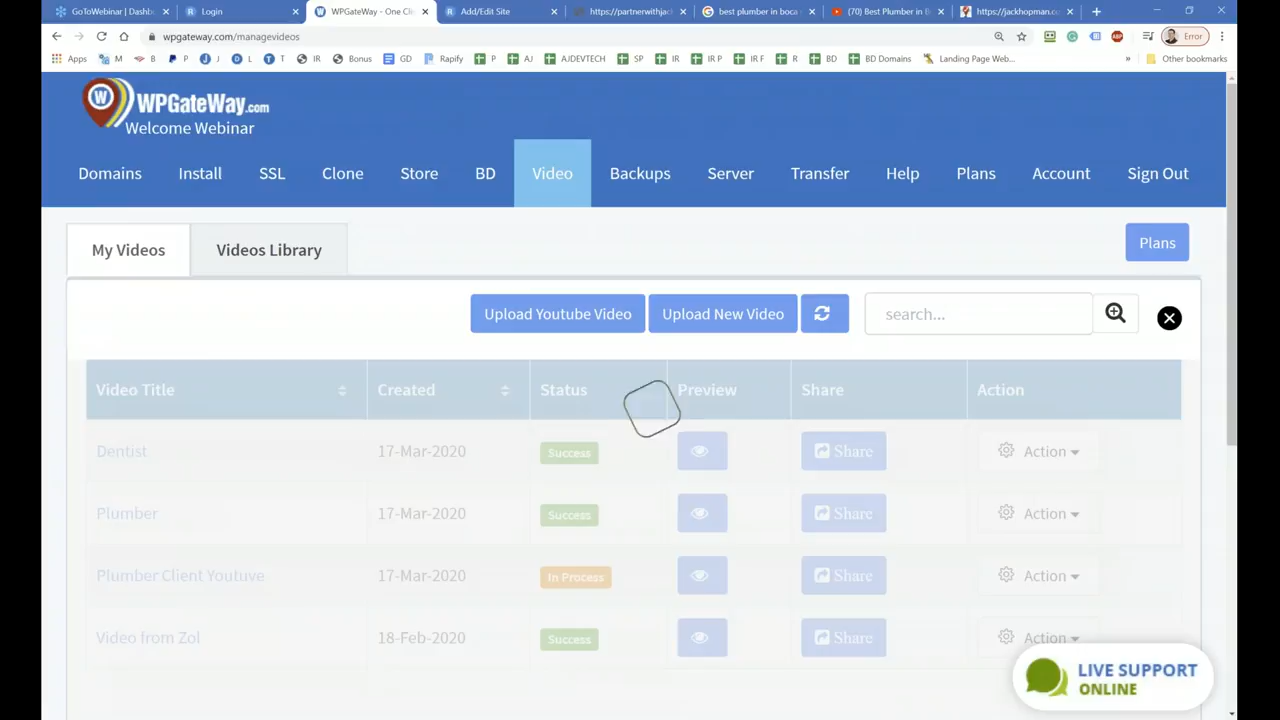 GoToWebinar | Dashb
Login
WPGateWay - One Cli
Add/Edit Site
https://partnerwithjack
best plumber in boca
(70) Best Plumber in B
https://jackhopman.c
wpgateway.com/managevideos
Error
Apps
M
B
P
J
L
T
IR
Bonus
GD
Rapify
P
AJ
AJDEVTECH
SP
IR
IR P
IR F
R
BD
BD Domains
Landing Page Web...
Other bookmarks
WPGateWay.com
Welcome Webinar
Domains
Install
SSL
Clone
Store
BD
Video
Backups
Server
Transfer
Help
Plans
Account
Sign Out
My Videos
Videos Library
Plans
Upload Youtube Video
Upload New Video
search...
Video Title
Created
Status
Preview
Share
Action
Dentist
17-Mar-2020
Success
Share
Action
Plumber
17-Mar-2020
Success
Share
Action
Plumber Client Youtuve
17-Mar-2020
In Process
Share
Action
Video from Zol
18-Feb-2020
Success
Share
Action
LIVE SUPPORT
ONLINE